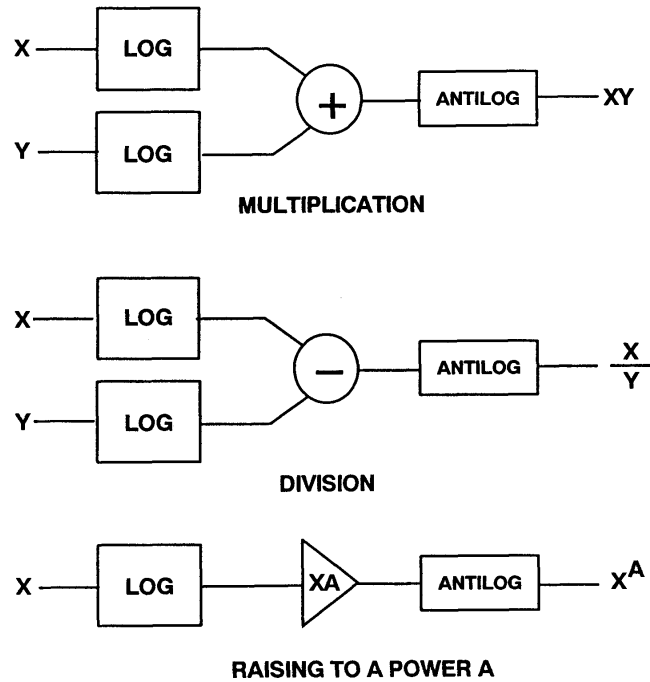 X LOG
+ ANTILOG XY
Y LOG
MULTIPLICATION
X LOG
− ANTILOG X
Y
Y LOG
DIVISION
X LOG XA ANTILOG X^A
RAISING TO A POWER A